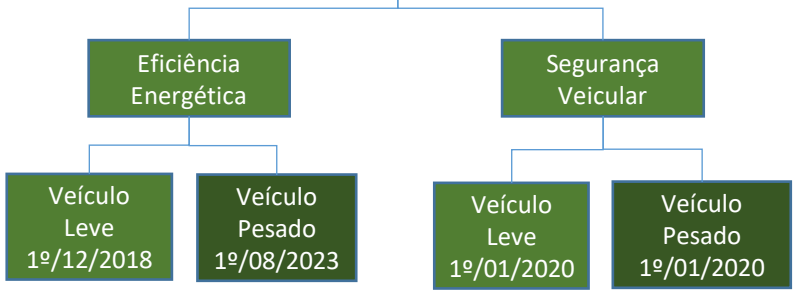 Eficiência
Energética
Segurança
Veicular
Veículo
Leve
1º/12/2018
Veículo
Pesado
1º/08/2023
Veículo
Leve
1º/01/2020
Veículo
Pesado
1º/01/2020